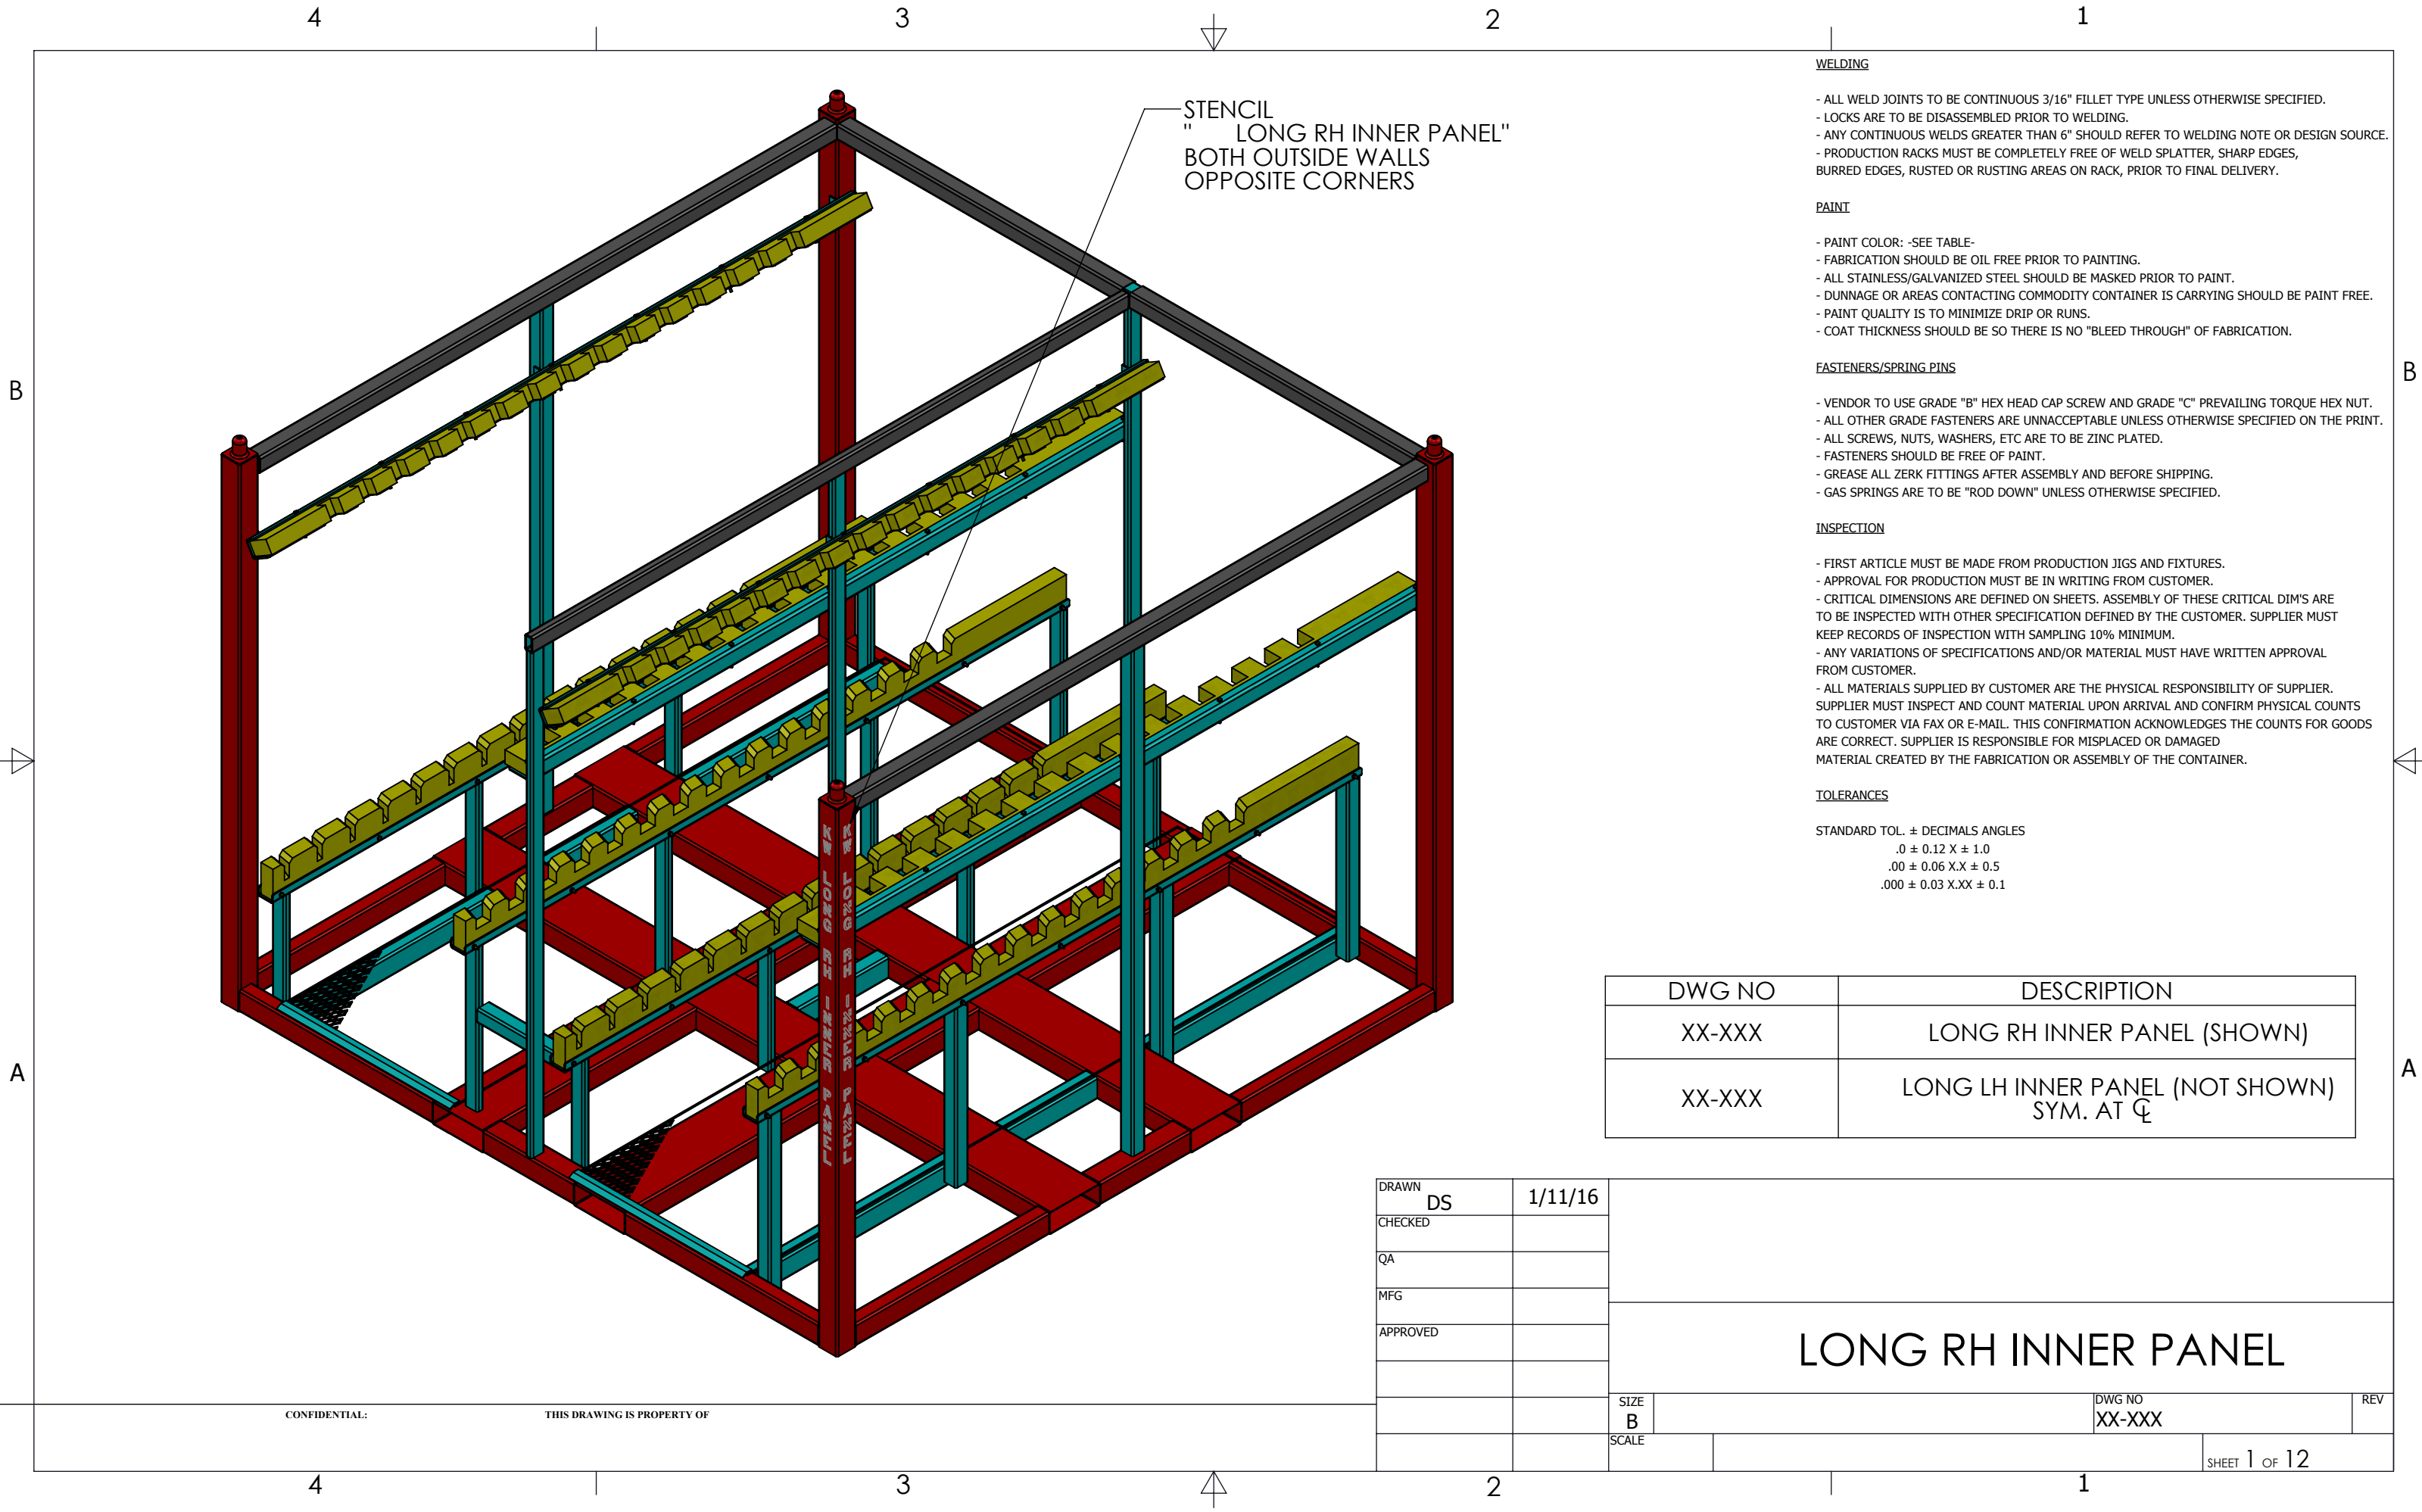 4 3 2 1
STENCIL
" LONG RH INNER PANEL"
BOTH OUTSIDE WALLS
OPPOSITE CORNERS
KW LONG RH INNER PANEL
KW LONG RH INNER PANEL
WELDING
- ALL WELD JOINTS TO BE CONTINUOUS 3/16" FILLET TYPE UNLESS OTHERWISE SPECIFIED.
- LOCKS ARE TO BE DISASSEMBLED PRIOR TO WELDING.
- ANY CONTINUOUS WELDS GREATER THAN 6" SHOULD REFER TO WELDING NOTE OR DESIGN SOURCE.
- PRODUCTION RACKS MUST BE COMPLETELY FREE OF WELD SPLATTER, SHARP EDGES,
BURRED EDGES, RUSTED OR RUSTING AREAS ON RACK, PRIOR TO FINAL DELIVERY.
PAINT
- PAINT COLOR: -SEE TABLE-
- FABRICATION SHOULD BE OIL FREE PRIOR TO PAINTING.
- ALL STAINLESS/GALVANIZED STEEL SHOULD BE MASKED PRIOR TO PAINT.
- DUNNAGE OR AREAS CONTACTING COMMODITY CONTAINER IS CARRYING SHOULD BE PAINT FREE.
- PAINT QUALITY IS TO MINIMIZE DRIP OR RUNS.
- COAT THICKNESS SHOULD BE SO THERE IS NO "BLEED THROUGH" OF FABRICATION.
FASTENERS/SPRING PINS
- VENDOR TO USE GRADE "B" HEX HEAD CAP SCREW AND GRADE "C" PREVAILING TORQUE HEX NUT.
- ALL OTHER GRADE FASTENERS ARE UNNACCEPTABLE UNLESS OTHERWISE SPECIFIED ON THE PRINT.
- ALL SCREWS, NUTS, WASHERS, ETC ARE TO BE ZINC PLATED.
- FASTENERS SHOULD BE FREE OF PAINT.
- GREASE ALL ZERK FITTINGS AFTER ASSEMBLY AND BEFORE SHIPPING.
- GAS SPRINGS ARE TO BE "ROD DOWN" UNLESS OTHERWISE SPECIFIED.
INSPECTION
- FIRST ARTICLE MUST BE MADE FROM PRODUCTION JIGS AND FIXTURES.
- APPROVAL FOR PRODUCTION MUST BE IN WRITING FROM CUSTOMER.
- CRITICAL DIMENSIONS ARE DEFINED ON SHEETS. ASSEMBLY OF THESE CRITICAL DIM'S ARE
TO BE INSPECTED WITH OTHER SPECIFICATION DEFINED BY THE CUSTOMER. SUPPLIER MUST
KEEP RECORDS OF INSPECTION WITH SAMPLING 10% MINIMUM.
- ANY VARIATIONS OF SPECIFICATIONS AND/OR MATERIAL MUST HAVE WRITTEN APPROVAL
FROM CUSTOMER.
- ALL MATERIALS SUPPLIED BY CUSTOMER ARE THE PHYSICAL RESPONSIBILITY OF SUPPLIER.
SUPPLIER MUST INSPECT AND COUNT MATERIAL UPON ARRIVAL AND CONFIRM PHYSICAL COUNTS
TO CUSTOMER VIA FAX OR E-MAIL. THIS CONFIRMATION ACKNOWLEDGES THE COUNTS FOR GOODS
ARE CORRECT. SUPPLIER IS RESPONSIBLE FOR MISPLACED OR DAMAGED
MATERIAL CREATED BY THE FABRICATION OR ASSEMBLY OF THE CONTAINER.
TOLERANCES
STANDARD TOL. ± DECIMALS ANGLES
.0 ± 0.12 X ± 1.0
.00 ± 0.06 X.X ± 0.5
.000 ± 0.03 X.XX ± 0.1
B B
A A
DWG NO DESCRIPTION
XX-XXX LONG RH INNER PANEL (SHOWN)
XX-XXX LONG LH INNER PANEL (NOT SHOWN)
SYM. AT ℄
DRAWN DS 1/11/16
CHECKED
QA
MFG
APPROVED
LONG RH INNER PANEL
SIZE B
DWG NO XX-XXX
REV
SCALE
SHEET 1 OF 12
CONFIDENTIAL: THIS DRAWING IS PROPERTY OF
4 3 2 1